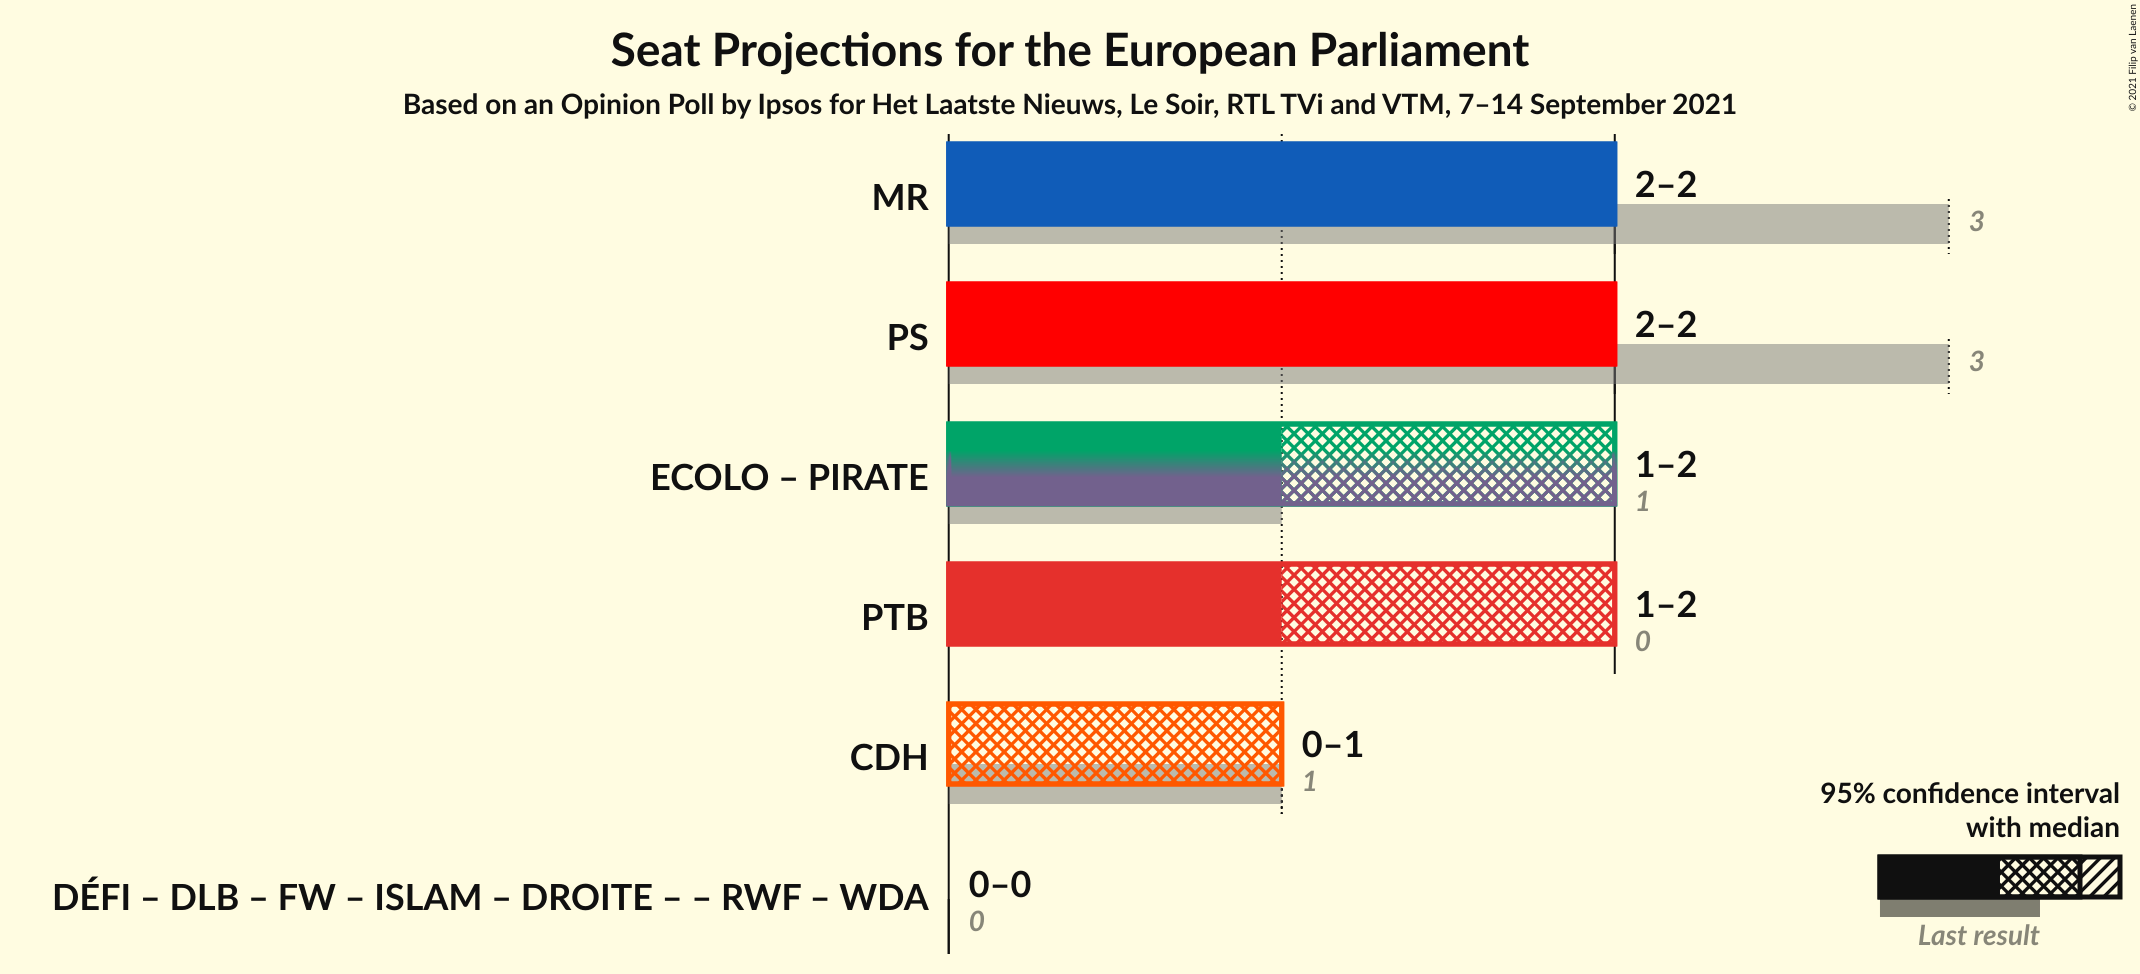 Seat Projections for the European Parliament
Based on an Opinion Poll by Ipsos for Het Laatste Nieuws, Le Soir, RTL TVi and VTM, 7–14 September 2021
© 2021 Filip van Laenen
MR
2–2
3
PS
2–2
3
ECOLO – PIRATE
1–2
1
PTB
1–2
0
CDH
0–1
1
DÉFI – DLB – FW – ISLAM – DROITE – – RWF – WDA
0–0
0
95% confidence interval
with median
Last result